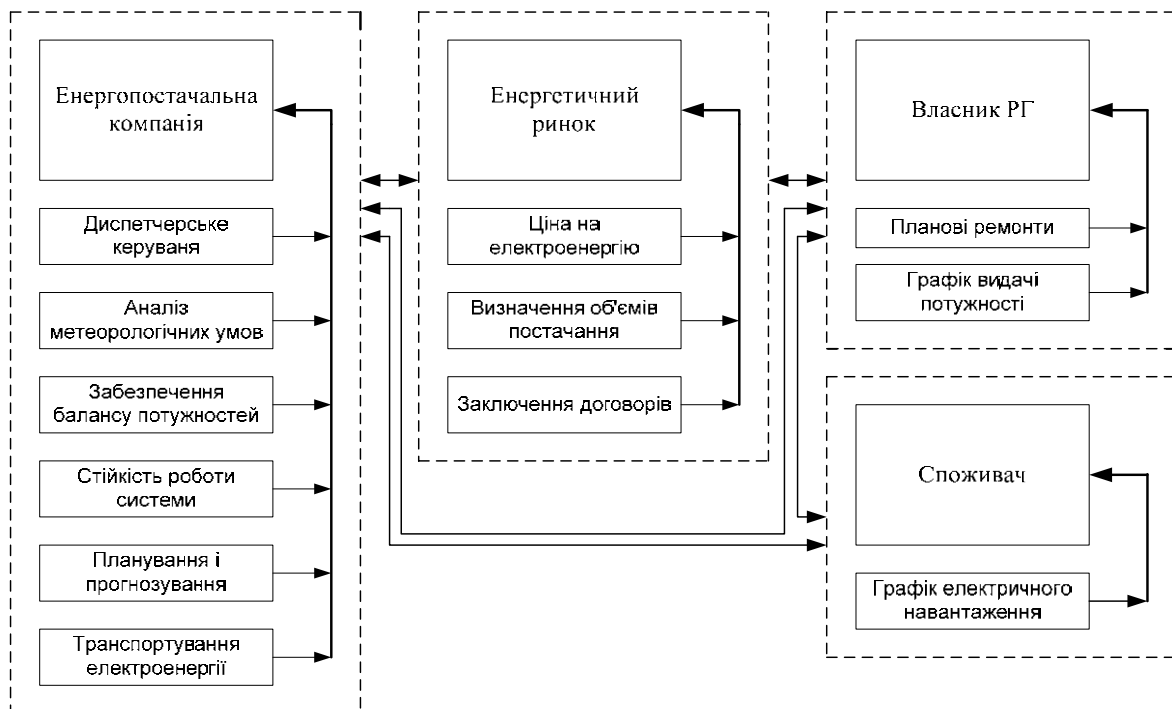 Енергопостачальна
компанія
Диспетчерське
керуваня
Аналіз
метеорологічних умов
Забезпечення
балансу потужностей
Стійкість роботи
системи
Планування і
прогнозування
Транспортування
електроенергії
Енергетичний
ринок
Ціна на
електроенергію
Визначення об'ємів
постачання
Заключення договорів
Власник РГ
Планові ремонти
Графік видачі
потужності
Споживач
Графік електричного
навантаження